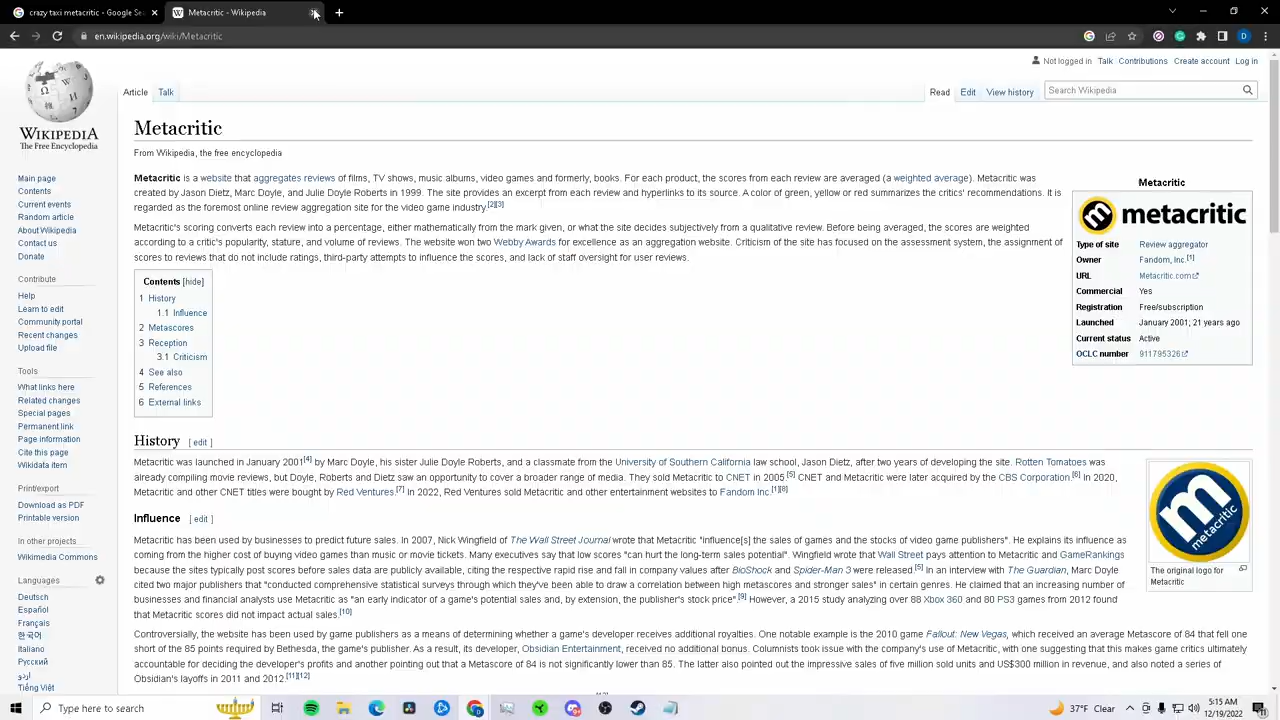 crazy taxi metacritic - Google Sea
Metacritic - Wikipedia
en.wikipedia.org/wiki/Metacritic
Not logged in Talk Contributions Create account Log in
Article Talk
Read Edit View history
Search Wikipedia
WIKIPEDIA
The Free Encyclopedia
Main page
Contents
Current events
Random article
About Wikipedia
Contact us
Donate
Contribute
Help
Learn to edit
Community portal
Recent changes
Upload file
Tools
What links here
Related changes
Special pages
Permanent link
Page information
Cite this page
Wikidata item
Print/export
Download as PDF
Printable version
In other projects
Wikimedia Commons
Languages
Deutsch
Español
Français
한국어
Italiano
Русский
اردو
Tiếng Việt
Metacritic
From Wikipedia, the free encyclopedia
Metacritic is a website that aggregates reviews of films, TV shows, music albums, video games and formerly, books. For each product, the scores from each review are averaged (a weighted average). Metacritic was
created by Jason Dietz, Marc Doyle, and Julie Doyle Roberts in 1999. The site provides an excerpt from each review and hyperlinks to its source. A color of green, yellow or red summarizes the critics' recommendations. It is
regarded as the foremost online review aggregation site for the video game industry.[2][3]
Metacritic's scoring converts each review into a percentage, either mathematically from the mark given, or what the site decides subjectively from a qualitative review. Before being averaged, the scores are weighted
according to a critic's popularity, stature, and volume of reviews. The website won two Webby Awards for excellence as an aggregation website. Criticism of the site has focused on the assessment system, the assignment of
scores to reviews that do not include ratings, third-party attempts to influence the scores, and lack of staff oversight for user reviews.
Metacritic
metacritic
Type of site Review aggregator
Owner Fandom, Inc.[1]
URL Metacritic.com
Commercial Yes
Registration Free/subscription
Launched January 2001; 21 years ago
Current status Active
OCLC number 911795326
Contents [hide]
1 History
1.1 Influence
2 Metascores
3 Reception
3.1 Criticism
4 See also
5 References
6 External links
History [ edit ]
Metacritic was launched in January 2001[4] by Marc Doyle, his sister Julie Doyle Roberts, and a classmate from the University of Southern California law school, Jason Dietz, after two years of developing the site. Rotten Tomatoes was
already compiling movie reviews, but Doyle, Roberts and Dietz saw an opportunity to cover a broader range of media. They sold Metacritic to CNET in 2005.[5] CNET and Metacritic were later acquired by the CBS Corporation.[6] In 2020,
Metacritic and other CNET titles were bought by Red Ventures.[7] In 2022, Red Ventures sold Metacritic and other entertainment websites to Fandom Inc.[1][8]
m
metacritic
The original logo for
Metacritic
Influence [ edit ]
Metacritic has been used by businesses to predict future sales. In 2007, Nick Wingfield of The Wall Street Journal wrote that Metacritic "influence[s] the sales of games and the stocks of video game publishers". He explains its influence as
coming from the higher cost of buying video games than music or movie tickets. Many executives say that low scores "can hurt the long-term sales potential". Wingfield wrote that Wall Street pays attention to Metacritic and GameRankings
because the sites typically post scores before sales data are publicly available, citing the respective rapid rise and fall in company values after BioShock and Spider-Man 3 were released.[5] In an interview with The Guardian, Marc Doyle
cited two major publishers that "conducted comprehensive statistical surveys through which they've been able to draw a correlation between high metascores and stronger sales" in certain genres. He claimed that an increasing number of
businesses and financial analysts use Metacritic as "an early indicator of a game's potential sales and, by extension, the publisher's stock price".[9] However, a 2015 study analyzing over 88 Xbox 360 and 80 PS3 games from 2012 found
that Metacritic scores did not impact actual sales.[10]
Controversially, the website has been used by game publishers as a means of determining whether a game's developer receives additional royalties. One notable example is the 2010 game Fallout: New Vegas, which received an average Metascore of 84 that fell one
short of the 85 points required by Bethesda, the game's publisher. As a result, its developer, Obsidian Entertainment, received no additional bonus. Columnists took issue with the company's use of Metacritic, with one suggesting that this makes game critics ultimately
accountable for deciding the developer's profits and another pointing out that a Metascore of 84 is not significantly lower than 85. The latter also pointed out the impressive sales of five million sold units and US$300 million in revenue, and also noted a series of
Obsidian's layoffs in 2011 and 2012.[11][12]
Type here to search
37°F Clear
5:15 AM
12/19/2022